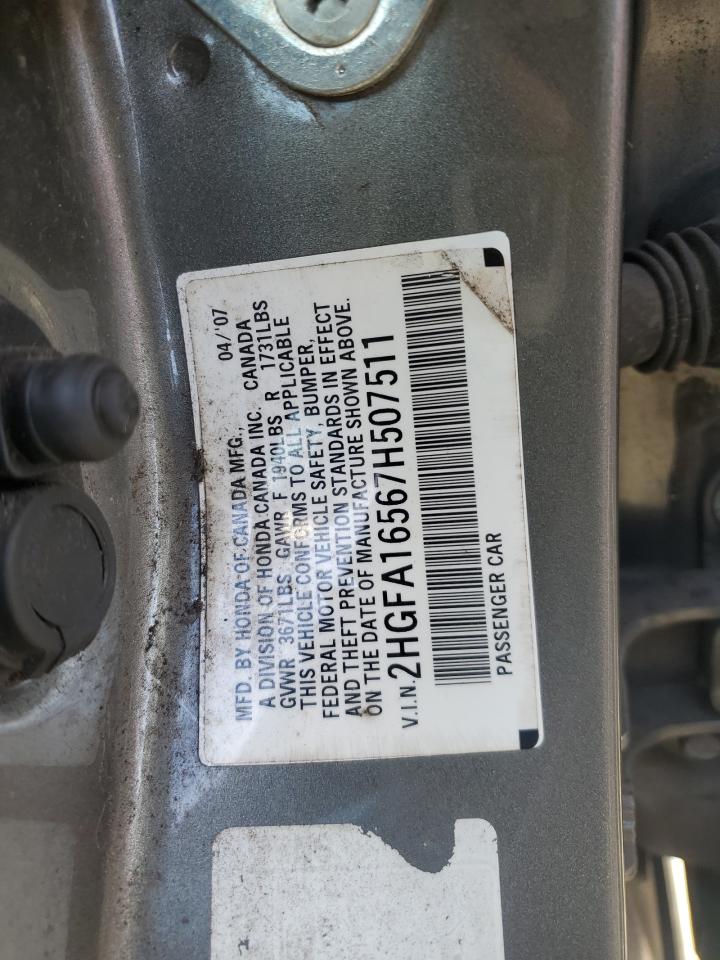 MFD. BY HONDA OF CANADA MFG., 04/'07
A DIVISION OF HONDA CANADA INC. CANADA
GVWR 3671LBS GAWR F 1940LBS R 1731LBS
THIS VEHICLE CONFORMS TO ALL APPLICABLE
FEDERAL MOTOR VEHICLE SAFETY, BUMPER,
AND THEFT PREVENTION STANDARDS IN EFFECT
ON THE DATE OF MANUFACTURE SHOWN ABOVE.
V.I.N. 2HGFA16567H507511
PASSENGER CAR